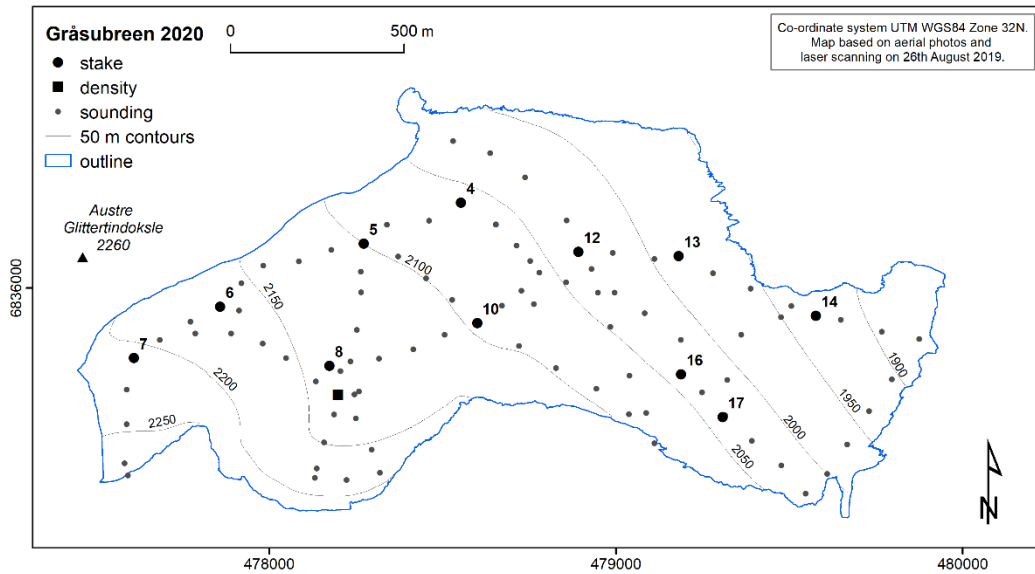 Gråsubreen 2020
0 500 m
stake
density
sounding
50 m contours
outline
Co-ordinate system UTM WGS84 Zone 32N.
Map based on aerial photos and
laser scanning on 26th August 2019.
Austre
Glittertindoksle
2260
4
5
12
13
2100
6836000
2150
6
10
14
7
8
1900
2200
16
1950
17
2000
2250
2050
N
478000 479000 480000